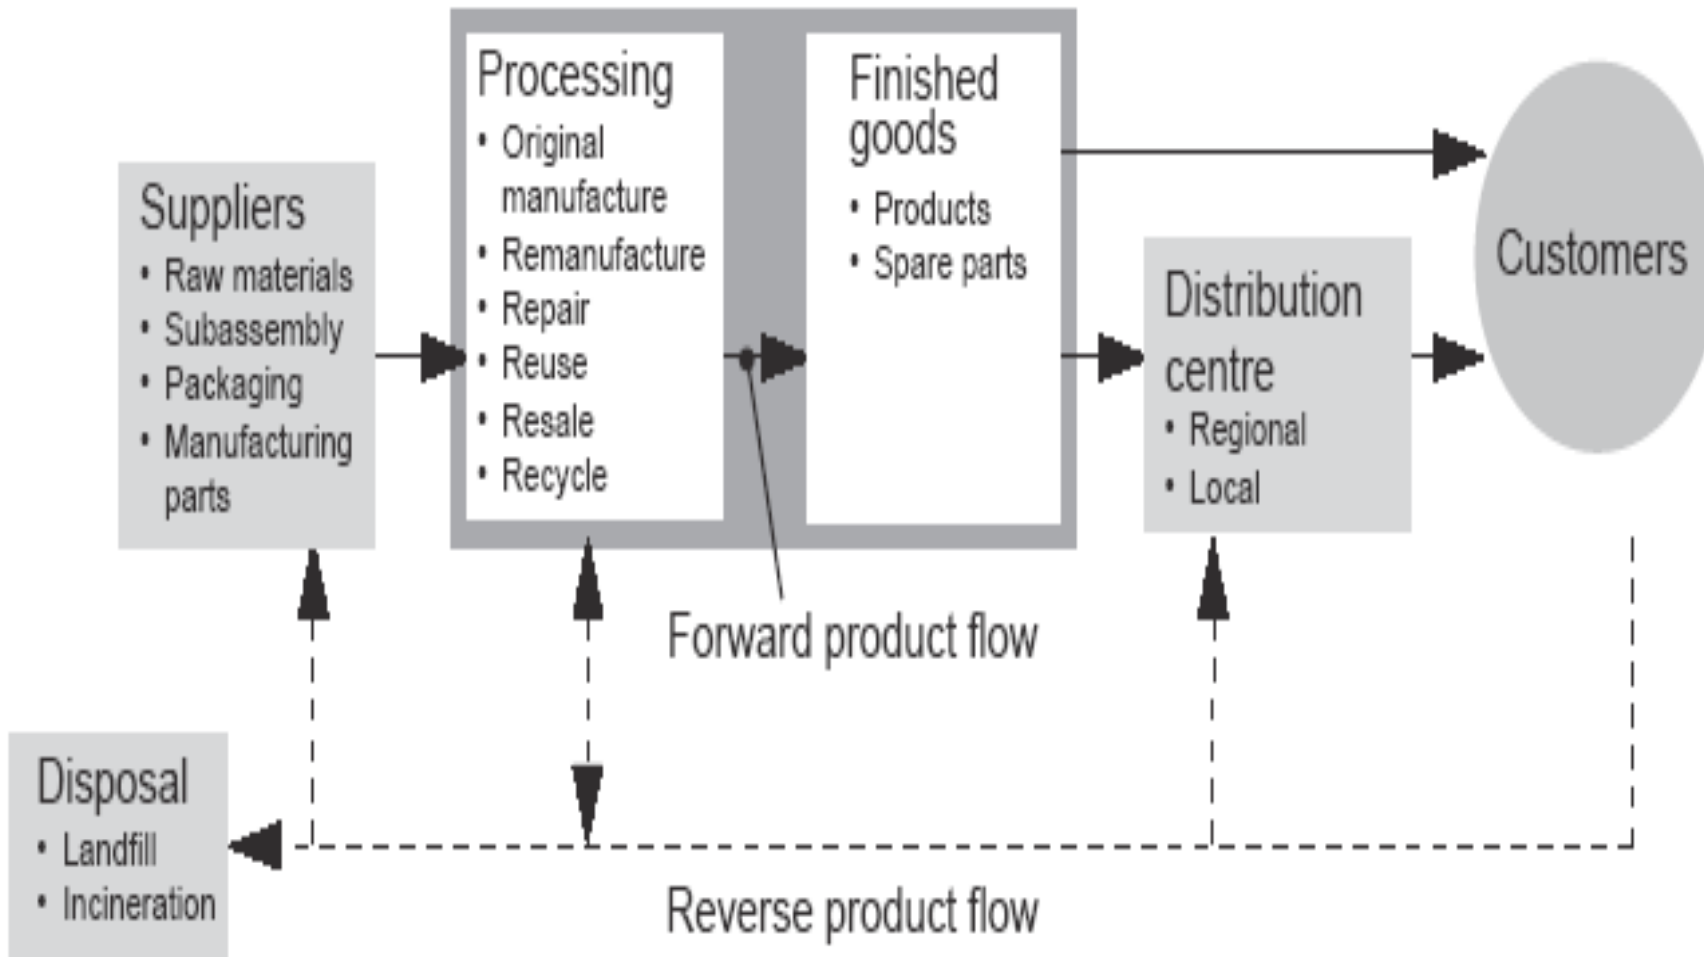 Suppliers
• Raw materials
• Subassembly
• Packaging
• Manufacturing
parts
Processing
• Original
manufacture
• Remanufacture
• Repair
• Reuse
• Resale
• Recycle
Finished
goods
• Products
• Spare parts
Distribution
centre
• Regional
• Local
Customers
Forward product flow
Disposal
• Landfill
• Incineration
Reverse product flow